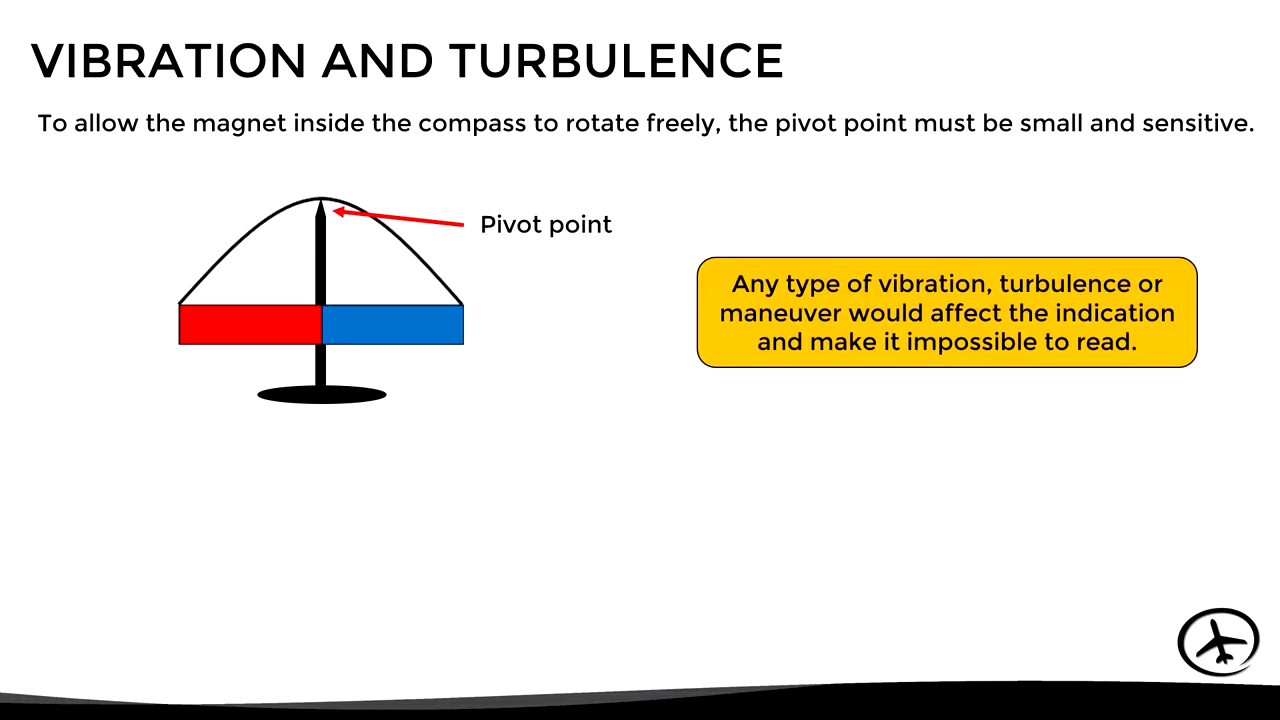 VIBRATION AND TURBULENCE
To allow the magnet inside the compass to rotate freely, the pivot point must be small and sensitive.
Pivot point
Any type of vibration, turbulence or
maneuver would affect the indication
and make it impossible to read.